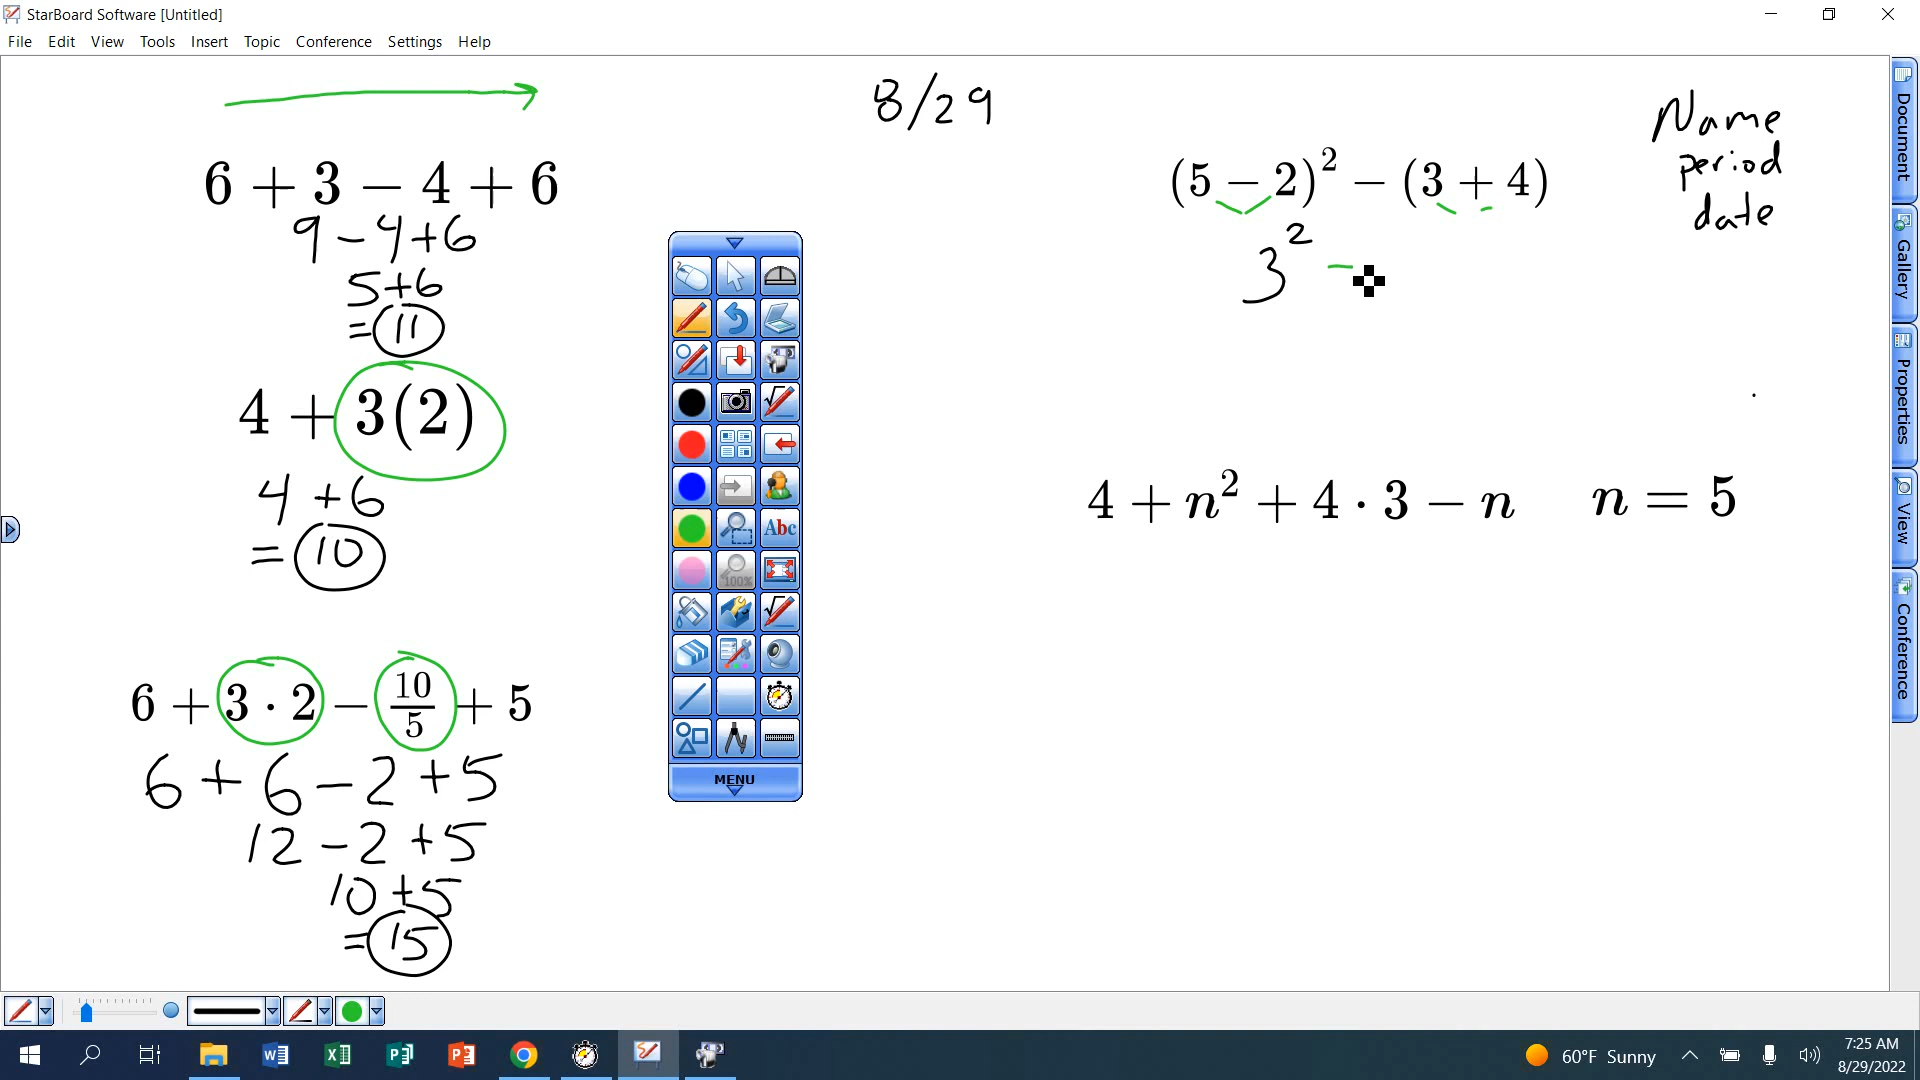 StarBoard Software [Untitled]
File Edit View Tools Insert Topic Conference Settings Help
8/29
Name
period
date
6 + 3 − 4 + 6
9 − 4 + 6
5 + 6
= 11
4 + 3(2)
4 + 6
= 10
6 + 3 · 2 − 10/5 + 5
6 + 6 − 2 + 5
12 − 2 + 5
10 + 5
= 15
(5 − 2)² − (3 + 4)
3² −
4 + n² + 4 · 3 − n n = 5
Abc
100%
MENU
Document
Gallery
Properties
View
Conference
60°F Sunny
7:25 AM
8/29/2022